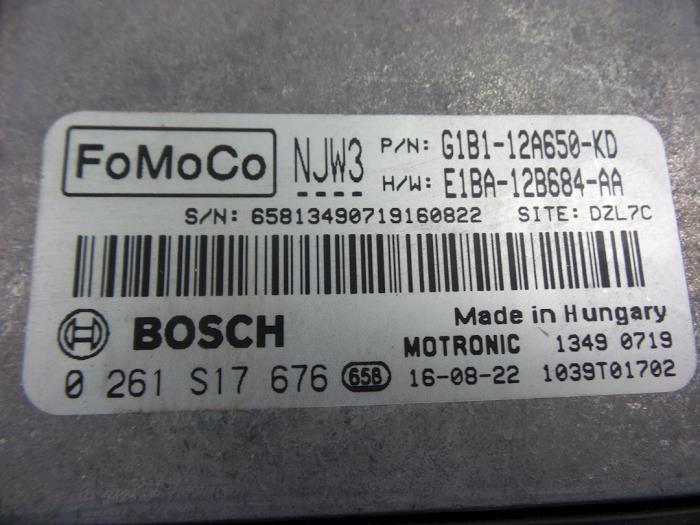 FoMoCo NJW3 P/N: G1B1-12A650-KD
H/W: E1BA-12B684-AA
S/N: 65813490719160822 SITE: DZL7C
BOSCH Made in Hungary
MOTRONIC 1349 0719
0 261 S17 676 658 16-08-22 1039T01702